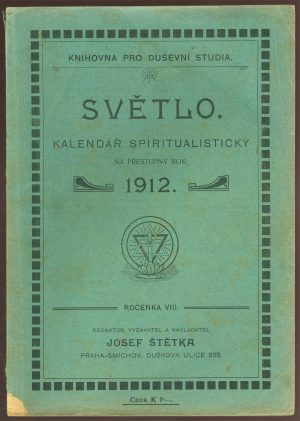 KNIHOVNA PRO DUŠEVNÍ STUDIA.
SVĚTLO.
KALENDÁŘ SPIRITUALISTICKÝ
NA PŘESTUPNÝ ROK
1912.
ROČENKA VIII.
REDAKTOR, VYDAVATEL A NAKLADATEL
JOSEF ŠTĚTKA
PRAHA-SMÍCHOV, DUŠKOVA ULICE 828.
Cena K 1·—.